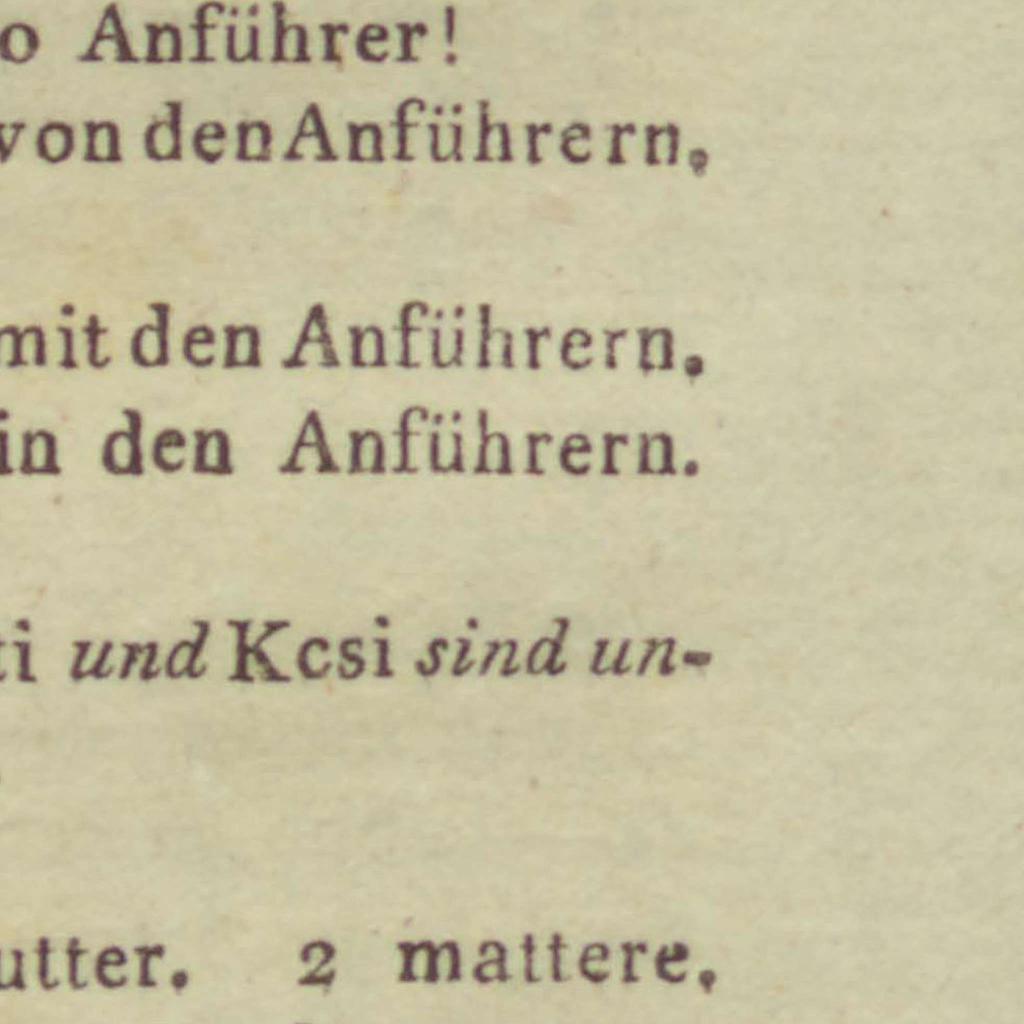 o Anführer!
von den Anführern,
mit den Anführern.
in den Anführern.
ti und Kcsi sind un-
utter. 2 mattere,